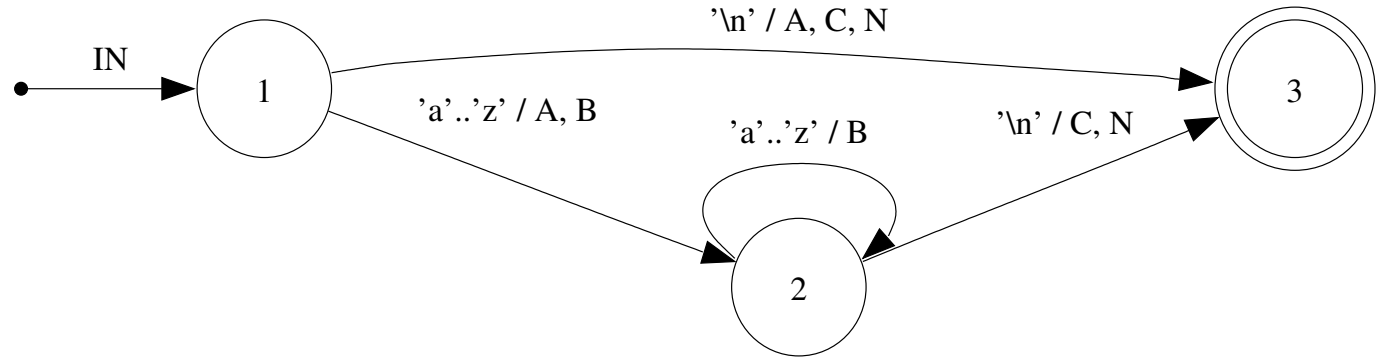 ’\n’ / A, C, N
IN
1
’a’..’z’ / A, B
3
’a’..’z’ / B
’\n’ / C, N
2